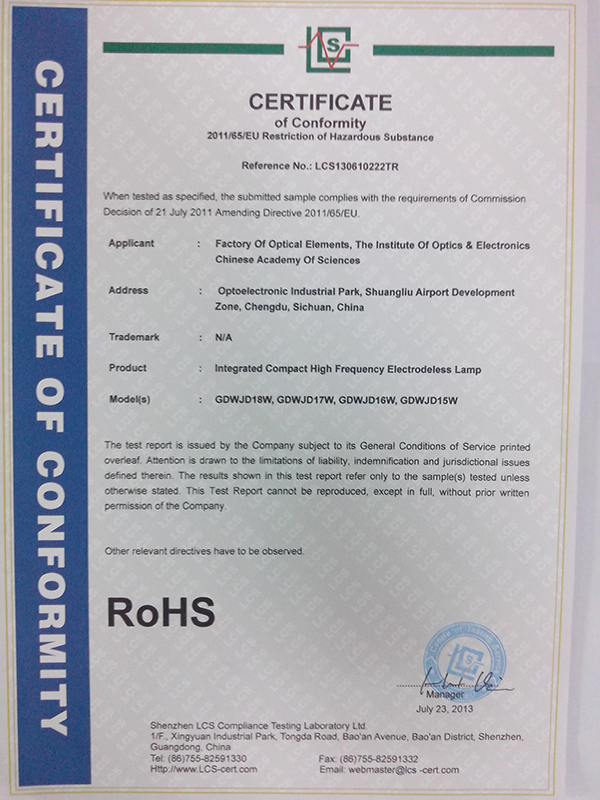 CERTIFICATE OF CONFORMITY
LCS
CERTIFICATE
of Conformity
2011/65/EU Restriction of Hazardous Substance
Reference No.: LCS130610222TR
When tested as specified, the submitted sample complies with the requirements of Commission
Decision of 21 July 2011 Amending Directive 2011/65/EU.
Applicant : Factory Of Optical Elements, The Institute Of Optics & Electronics
Chinese Academy Of Sciences
Address : Optoelectronic Industrial Park, Shuangliu Airport Development
Zone, Chengdu, Sichuan, China
Trademark : N/A
Product : Integrated Compact High Frequency Electrodeless Lamp
Model(s) : GDWJD18W, GDWJD17W, GDWJD16W, GDWJD15W
The test report is issued by the Company subject to its General Conditions of Service printed
overleaf. Attention is drawn to the limitations of liability, indemnification and jurisdictional issues
defined therein. The results shown in this test report refer only to the sample(s) tested unless
otherwise stated. This Test Report cannot be reproduced, except in full, without prior written
permission of the Company.
Other relevant directives have to be observed.
RoHS
Manager
July 23, 2013
Shenzhen LCS Compliance Testing Laboratory Ltd.
1/F., Xingyuan Industrial Park, Tongda Road, Bao'an Avenue, Bao'an District, Shenzhen,
Guangdong, China
Tel: (86)755-82591330 Fax: (86)755-82591332
Http://www.LCS-cert.com Email: webmaster@lcs -cert.com